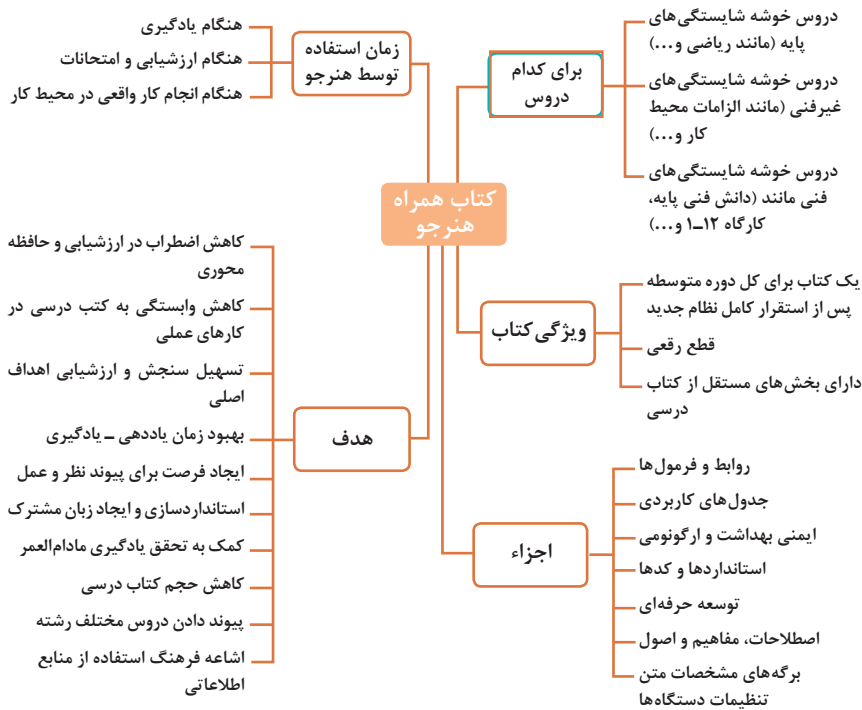 کتاب همراه
هنرجو
برای کدام
دروس
دروس خوشه شایستگی‌های
پایه (مانند ریاضی و...)
دروس خوشه شایستگی‌های
غیرفنی (مانند الزامات محیط
کار و...)
دروس خوشه شایستگی‌های
فنی مانند (دانش فنی پایه،
کارگاه ۱۲ــ۱ و...)
ویژگی کتاب
یک کتاب برای کل دوره متوسطه
پس از استقرار کامل نظام جدید
قطع رقعی
دارای بخش‌های مستقل از کتاب
درسی
اجزاء
روابط و فرمول‌ها
جدول‌های کاربردی
ایمنی بهداشت و ارگونومی
استانداردها و کدها
توسعه حرفه‌ای
اصطلاحات، مفاهیم و اصول
برگه‌های مشخصات متن
تنظیمات دستگاه‌ها
زمان استفاده
توسط هنرجو
هنگام یادگیری
هنگام ارزشیابی و امتحانات
هنگام انجام کار واقعی در محیط کار
هدف
کاهش اضطراب در ارزشیابی و حافظه
محوری
کاهش وابستگی به کتب درسی در
کارهای عملی
تسهیل سنجش و ارزشیابی اهداف
اصلی
بهبود زمان یاددهی ــ یادگیری
ایجاد فرصت برای پیوند نظر و عمل
استانداردسازی و ایجاد زبان مشترک
کمک به تحقق یادگیری مادام‌العمر
کاهش حجم کتاب درسی
پیوند دادن دروس مختلف رشته
اشاعه فرهنگ استفاده از منابع
اطلاعاتی